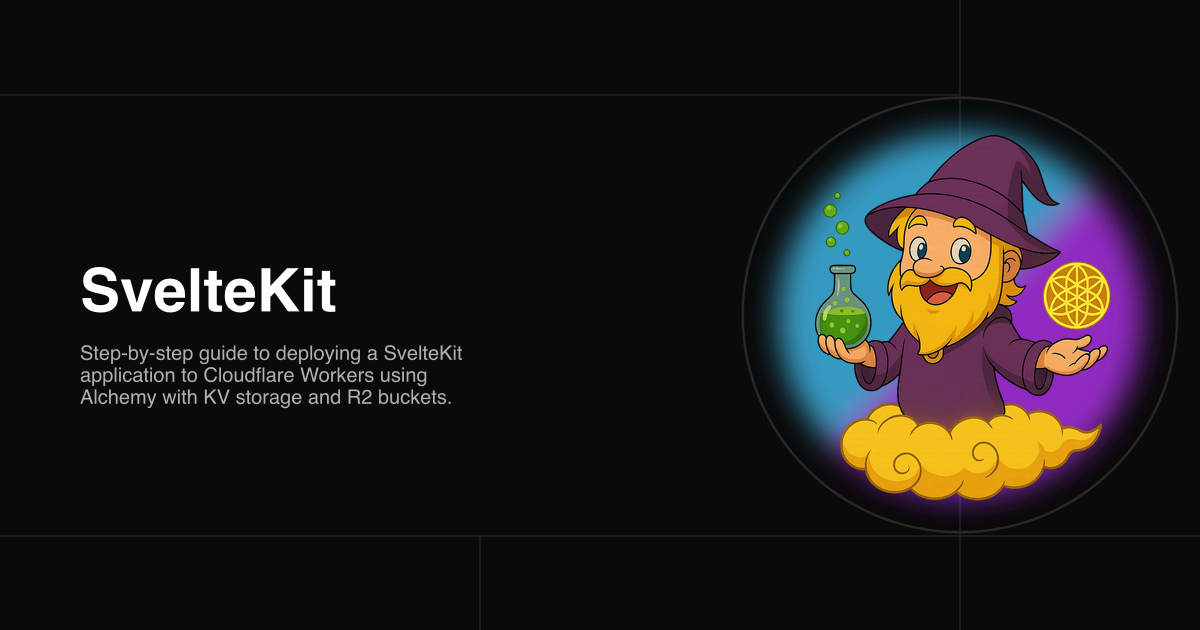 SvelteKit
Step-by-step guide to deploying a SvelteKit
application to Cloudflare Workers using
Alchemy with KV storage and R2 buckets.